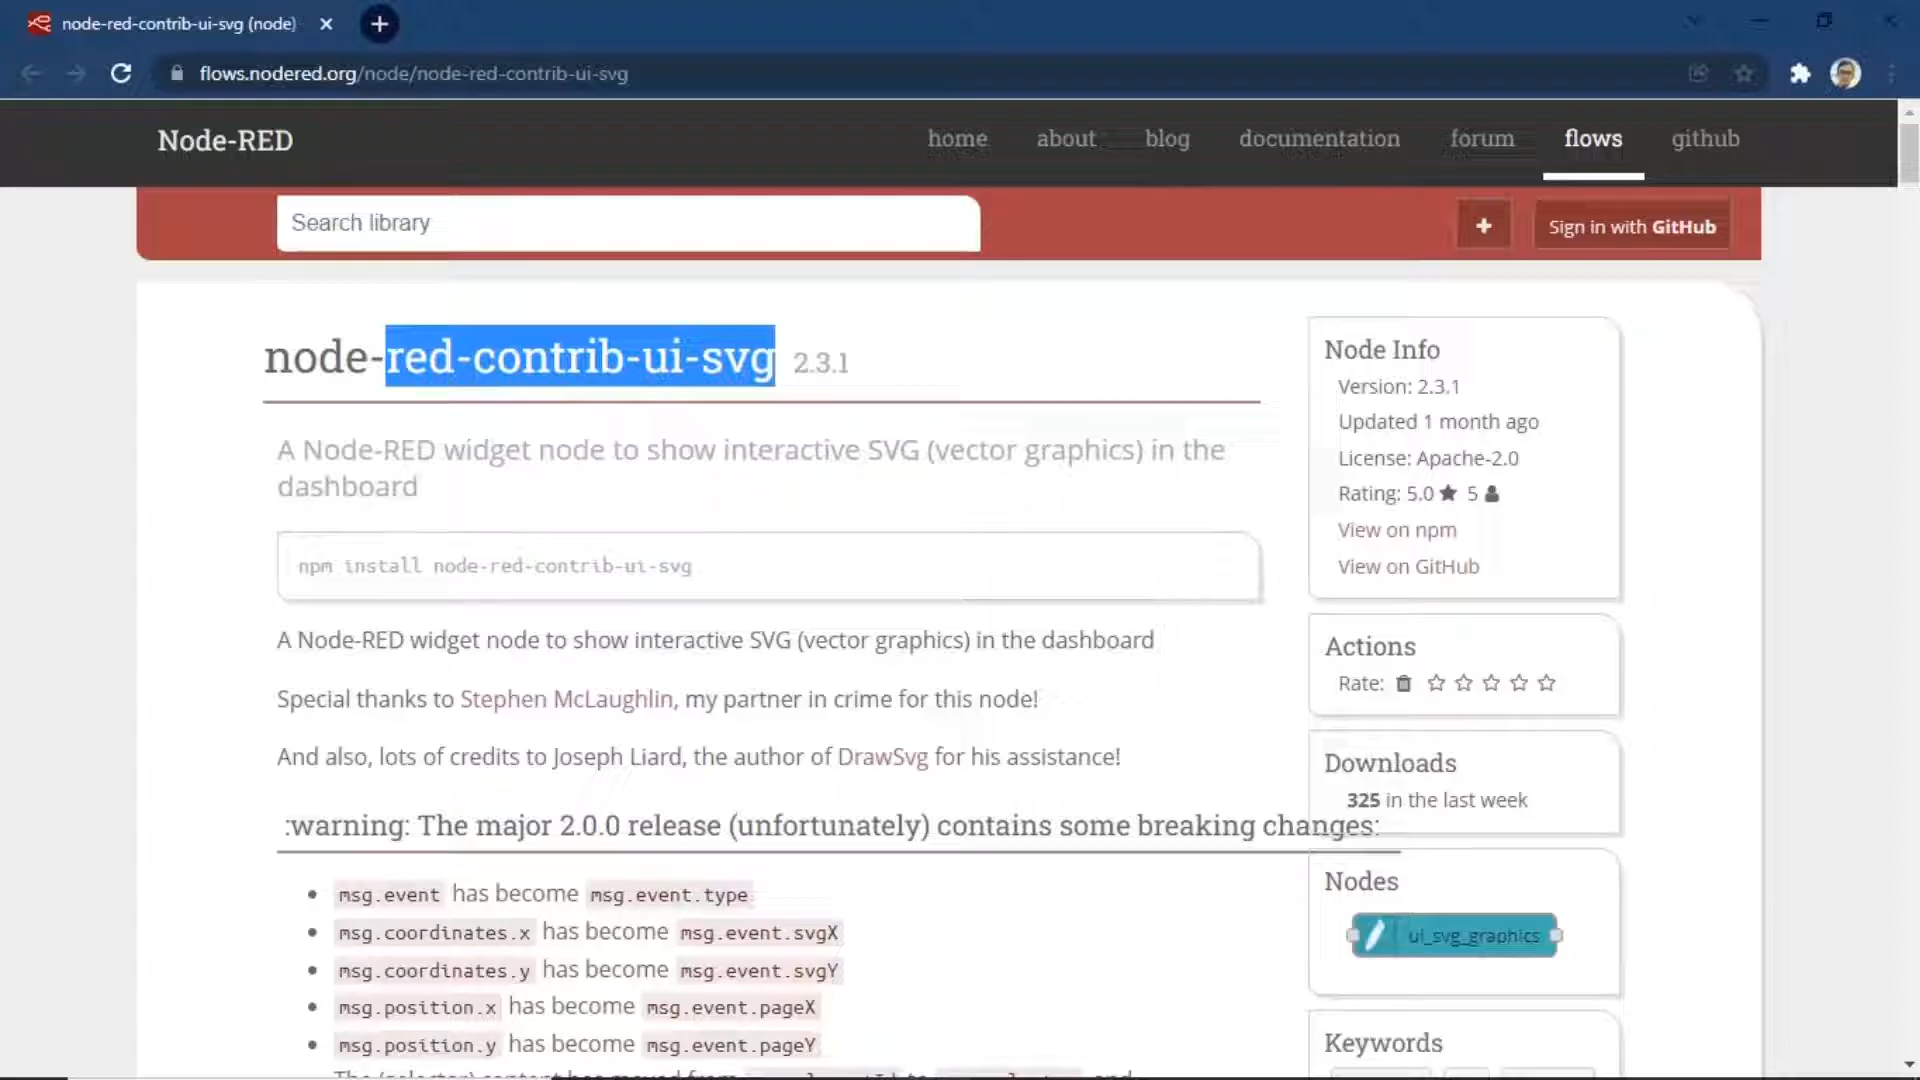 node-red-contrib-ui-svg (node)
flows.nodered.org/node/node-red-contrib-ui-svg
Node-RED
home about blog documentation forum flows github
Search library
+ Sign in with GitHub
node-red-contrib-ui-svg 2.3.1
A Node-RED widget node to show interactive SVG (vector graphics) in the
dashboard
npm install node-red-contrib-ui-svg
A Node-RED widget node to show interactive SVG (vector graphics) in the dashboard
Special thanks to Stephen McLaughlin, my partner in crime for this node!
And also, lots of credits to Joseph Liard, the author of DrawSvg for his assistance!
:warning: The major 2.0.0 release (unfortunately) contains some breaking changes:
msg.event has become msg.event.type
msg.coordinates.x has become msg.event.svgX
msg.coordinates.y has become msg.event.svgY
msg.position.x has become msg.event.pageX
msg.position.y has become msg.event.pageY
Node Info
Version: 2.3.1
Updated 1 month ago
License: Apache-2.0
Rating: 5.0 5
View on npm
View on GitHub
Actions
Rate:
Downloads
325 in the last week
Nodes
ui_svg_graphics
Keywords